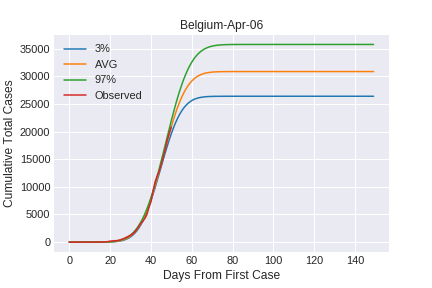 Belgium-Apr-06
3%
AVG
97%
Observed
Cumulative Total Cases
35000
30000
25000
20000
15000
10000
5000
0
0 20 40 60 80 100 120 140
Days From First Case